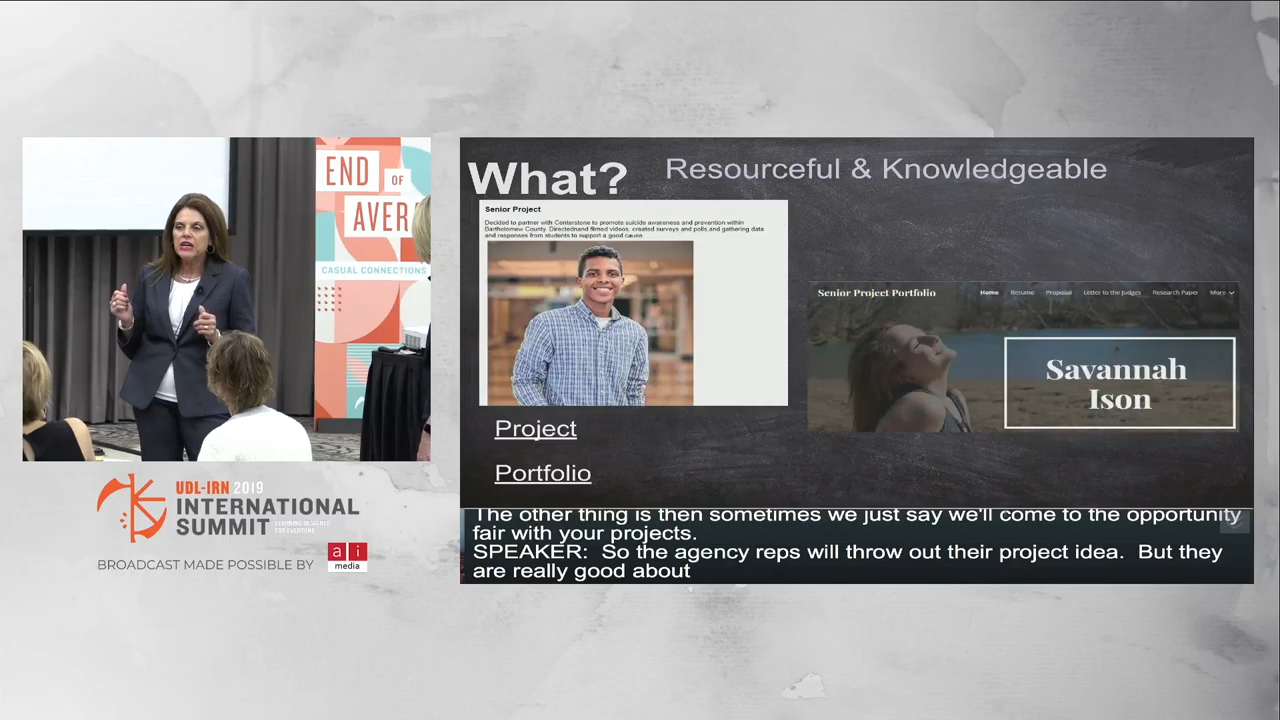 END
OF
AVER
CASUAL CONNECTIONS
UDL-IRN 2019
INTERNATIONAL
SUMMIT
LEARNING DESIGNED
FOR EVERYONE
BROADCAST MADE POSSIBLE BY
ai
media
What?
Resourceful & Knowledgeable
Senior Project
Decided to partner with Centerstone to promote suicide awareness and prevention within
Bartholomew County. Directednand filmed videos, created surveys and polls,and gathering data
and responses from students to support a good cause.
Senior Project Portfolio
Home Resume Proposal Letter to the Judges Research Paper More
Savannah
Ison
Project
Portfolio
The other thing is then sometimes we just say we'll come to the opportunity
fair with your projects.
SPEAKER: So the agency reps will throw out their project idea. But they
are really good about